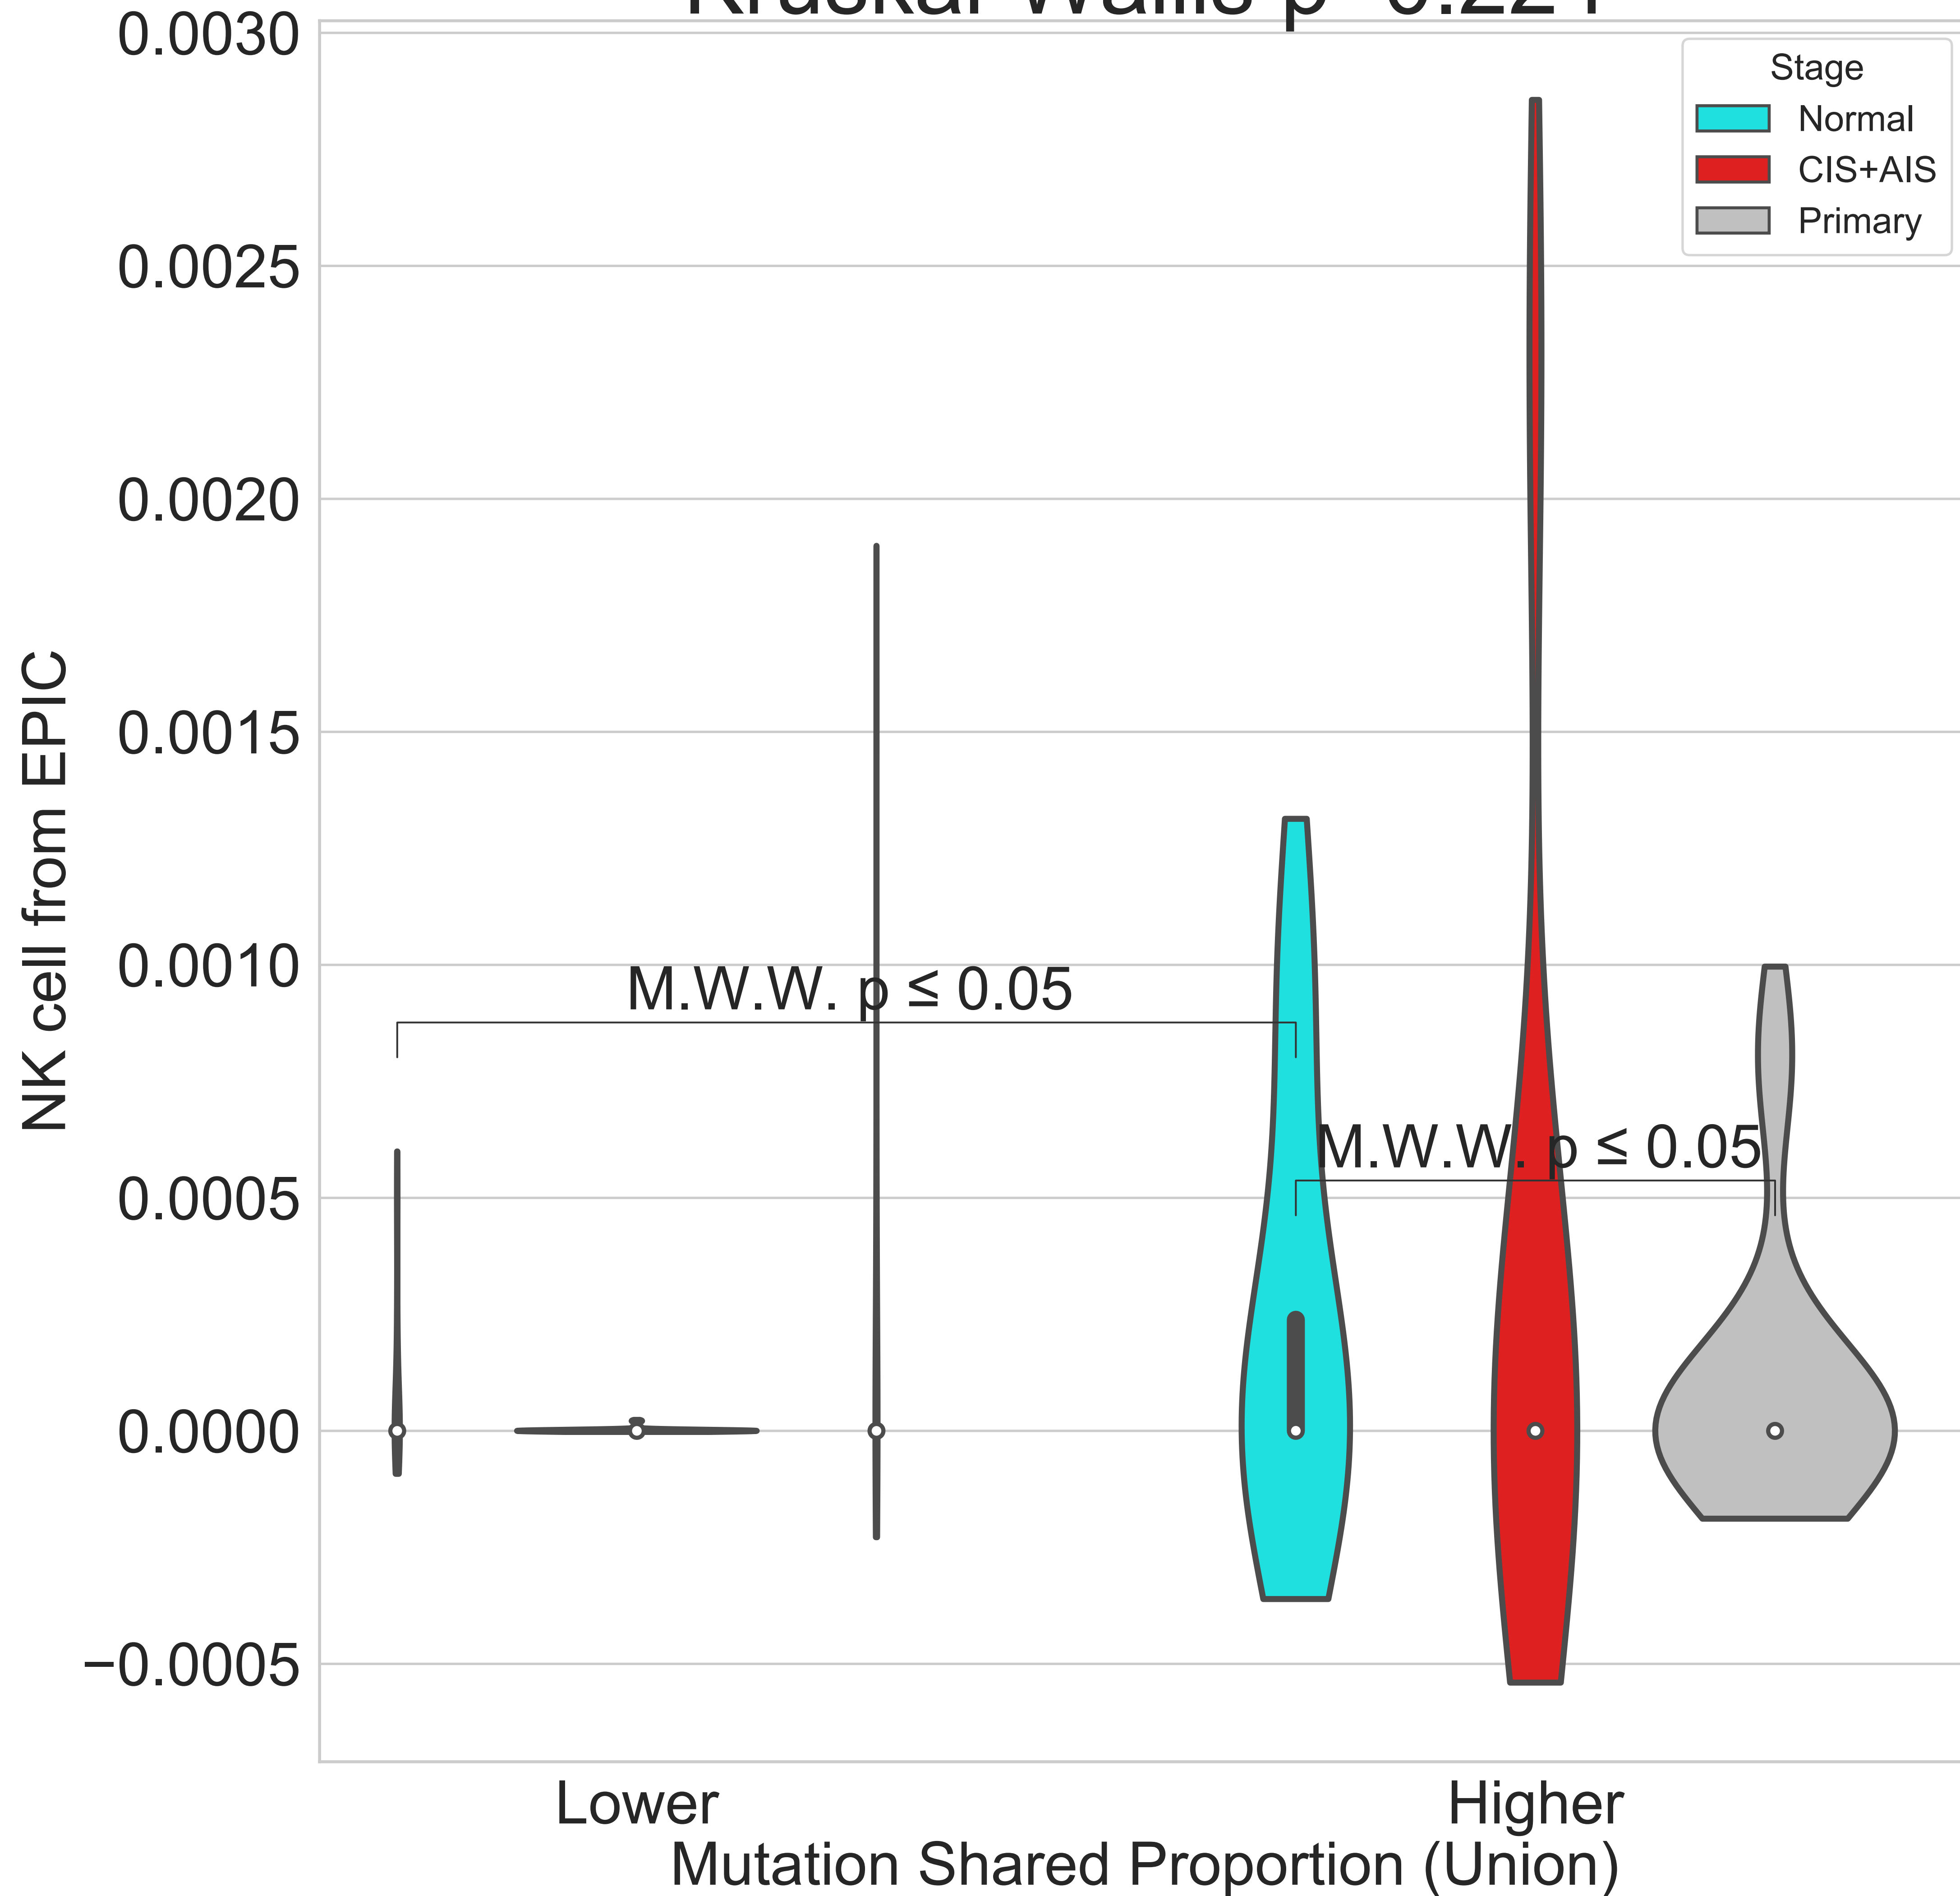 0.0030
0.0025
0.0020
0.0015
0.0010
0.0005
0.0000
−0.0005
NK cell from EPIC
Stage
Normal
CIS+AIS
Primary
M.W.W. p ≤ 0.05
M.W.W. p ≤ 0.05
Lower
Higher
Mutation Shared Proportion (Union)